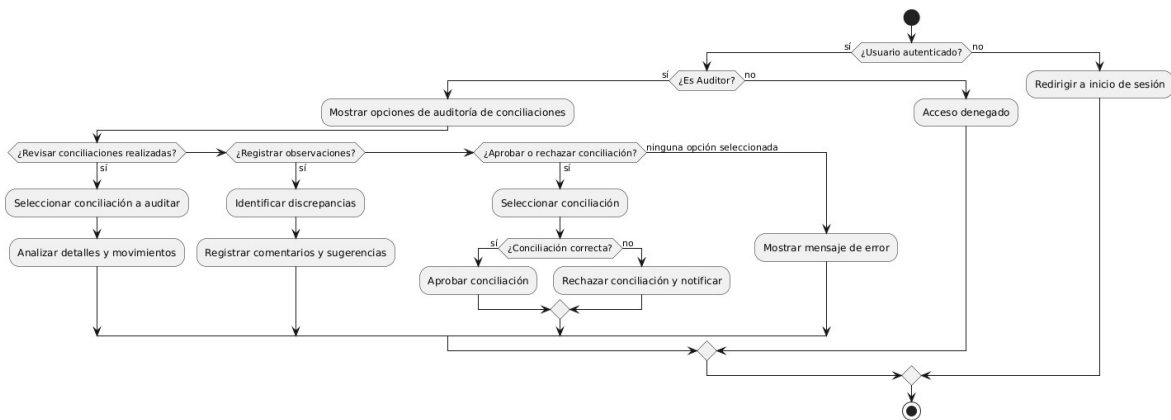 ¿Usuario autenticado?
sí
no
¿Es Auditor?
sí
no
Redirigir a inicio de sesión
Mostrar opciones de auditoría de conciliaciones
Acceso denegado
¿Revisar conciliaciones realizadas?
sí
¿Registrar observaciones?
sí
¿Aprobar o rechazar conciliación?
sí
ninguna opción seleccionada
Seleccionar conciliación a auditar
Identificar discrepancias
Seleccionar conciliación
Analizar detalles y movimientos
Registrar comentarios y sugerencias
¿Conciliación correcta?
sí
no
Mostrar mensaje de error
Aprobar conciliación
Rechazar conciliación y notificar